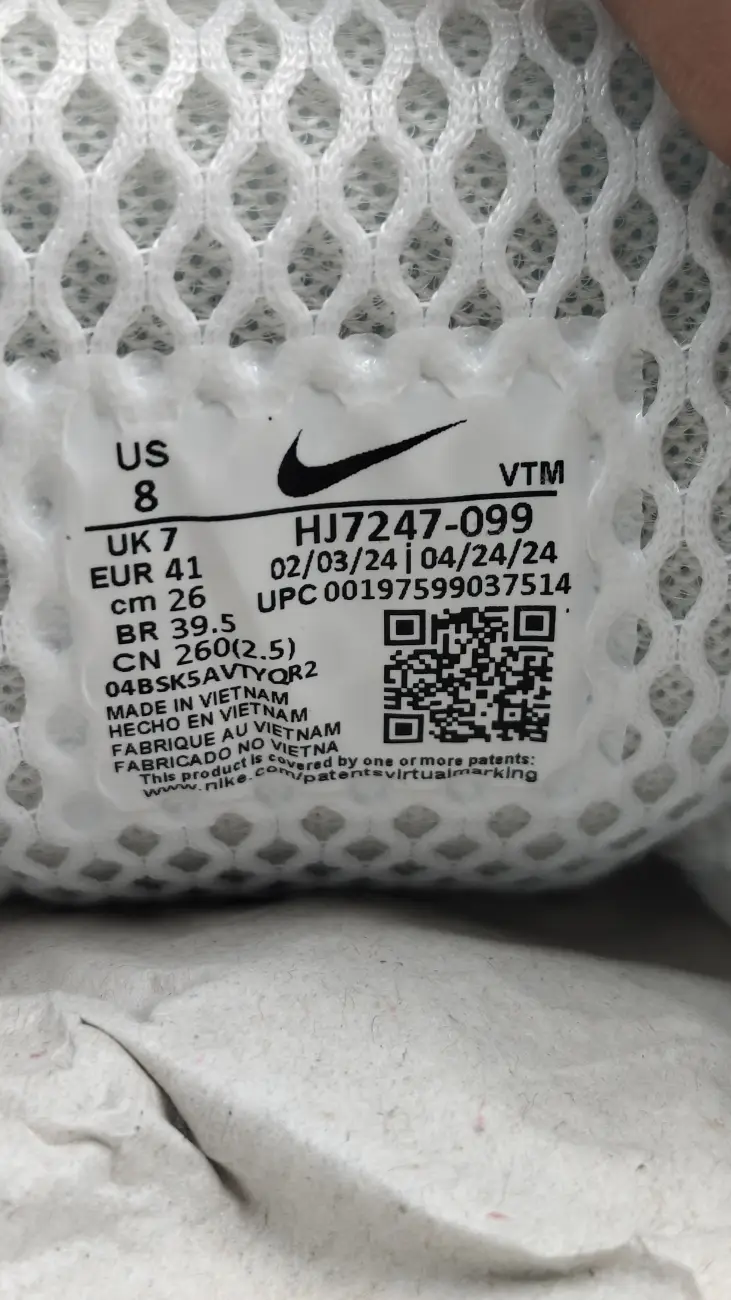 US
8
VTM
UK 7
EUR 41
cm 26
BR 39.5
CN 260(2.5)
04BSK5AVTYQR2
MADE IN VIETNAM
HECHO EN VIETNAM
FABRIQUE AU VIETNAM
FABRICADO NO VIETNA
HJ7247-099
02/03/24 | 04/24/24
UPC 00197599037514
This product is covered by one or more patents:
www.nike.com/patentsvirtualmarking